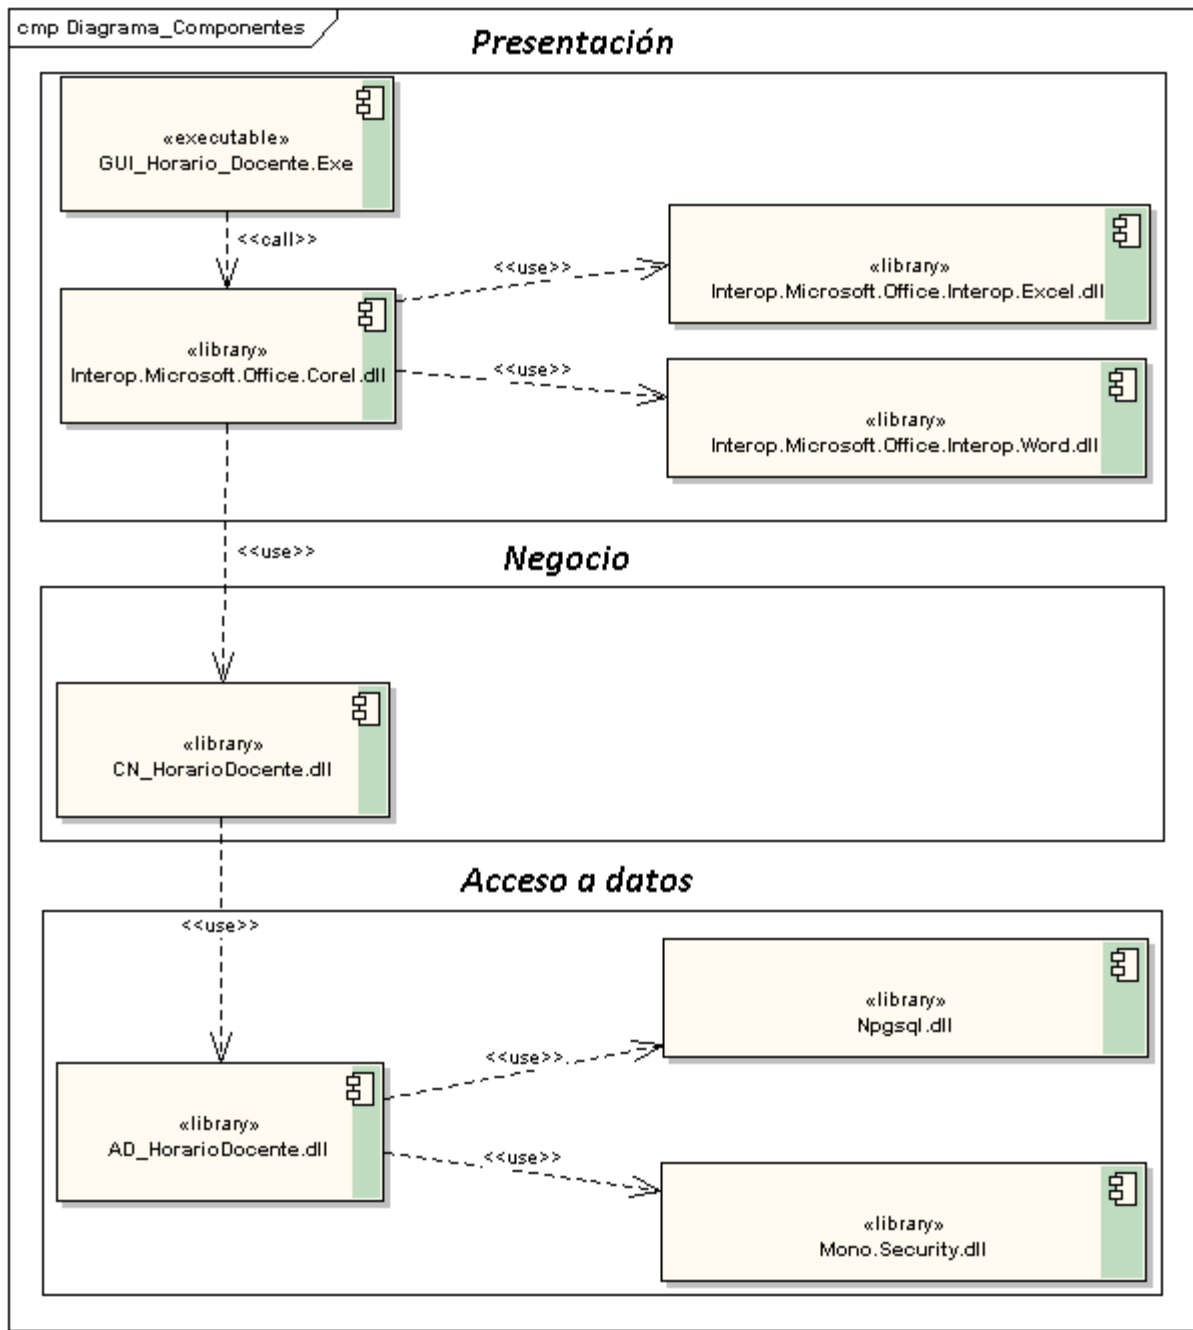 cmp Diagrama_Componentes
Presentación
«executable»
GUI_Horario_Docente.Exe
<<call>>
«library»
Interop.Microsoft.Office.Corel.dll
<<use>>
«library»
Interop.Microsoft.Office.Interop.Excel.dll
<<use>>
«library»
Interop.Microsoft.Office.Interop.Word.dll
<<use>>
Negocio
«library»
CN_HorarioDocente.dll
Acceso a datos
<<use>>
«library»
AD_HorarioDocente.dll
<<use>>
«library»
Npgsql.dll
<<use>>
«library»
Mono.Security.dll